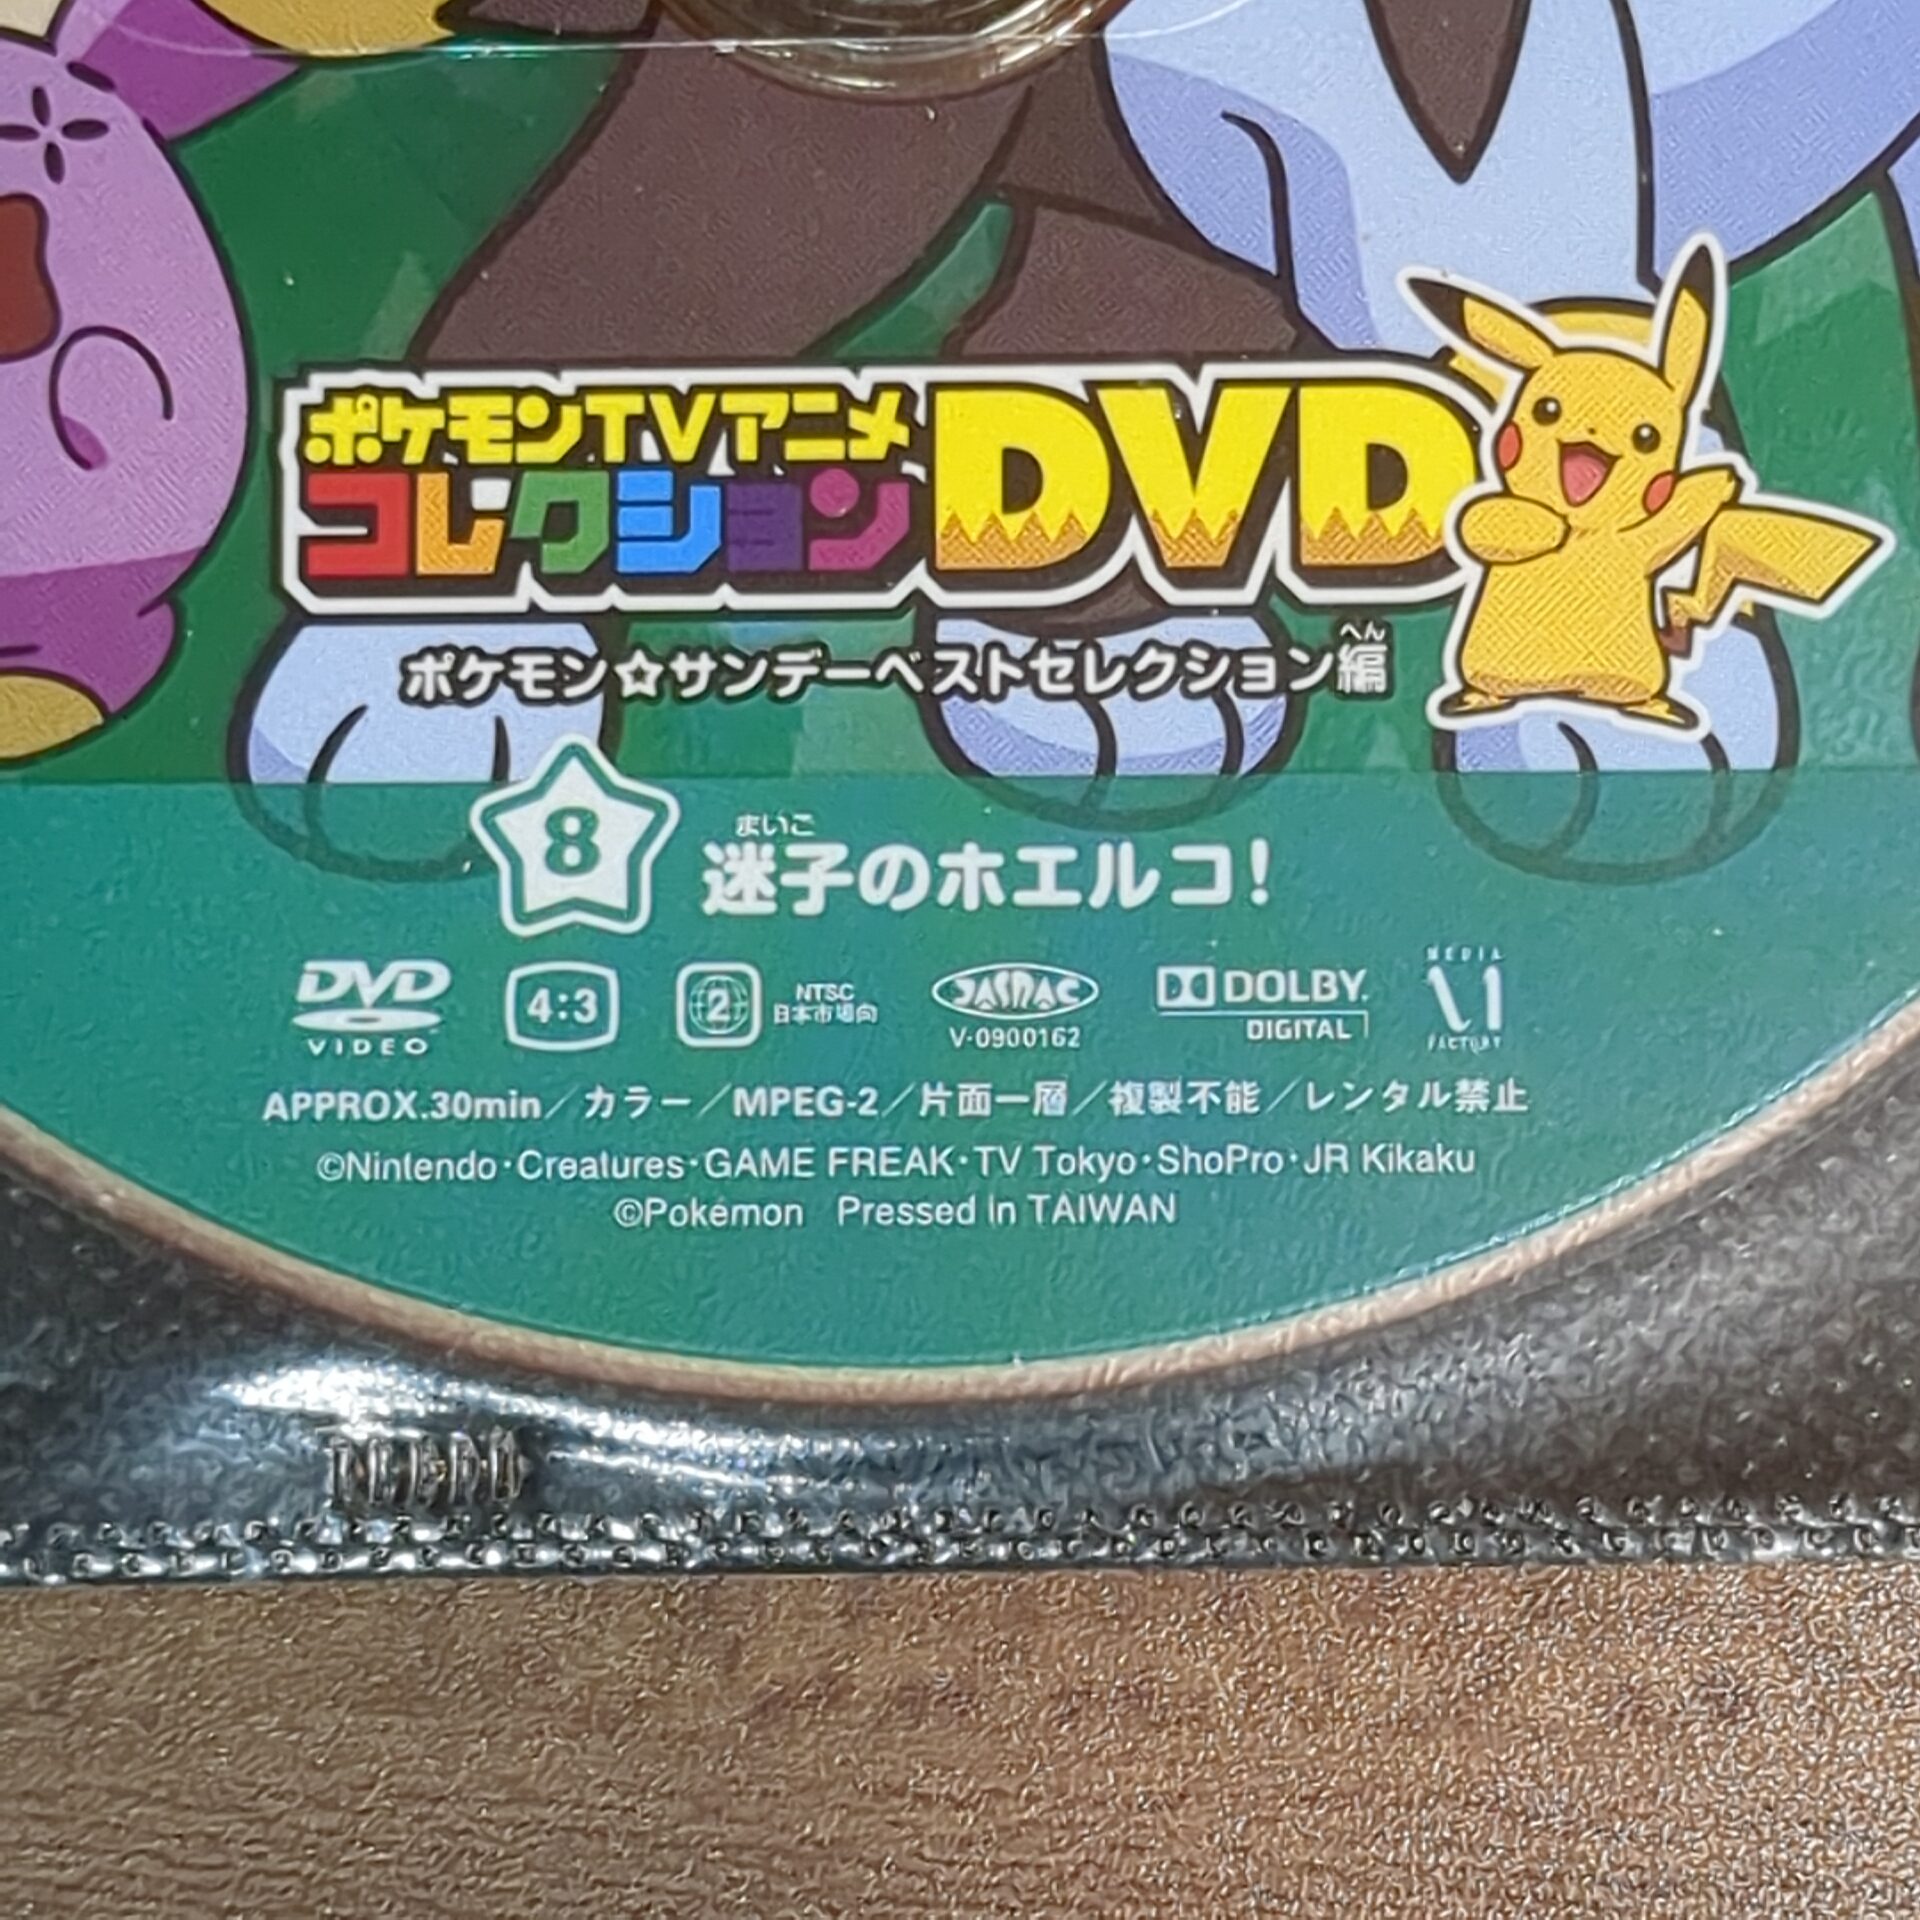 ポケモンTVアニメ
コレクション
DVD
へん
ポケモン☆サンデーベストセレクション編
まいこ
8 迷子のホエルコ!
DVD VIDEO
4:3
2
NTSC
日本市場向
JASRAC
V-0900162
DOLBY
DIGITAL
MEDIA
FACTORY
APPROX.30min/カラー/MPEG-2/片面一層/複製不能/レンタル禁止
©Nintendo・Creatures・GAME FREAK・TV Tokyo・ShoPro・JR Kikaku
©Pokémon Pressed In TAIWAN